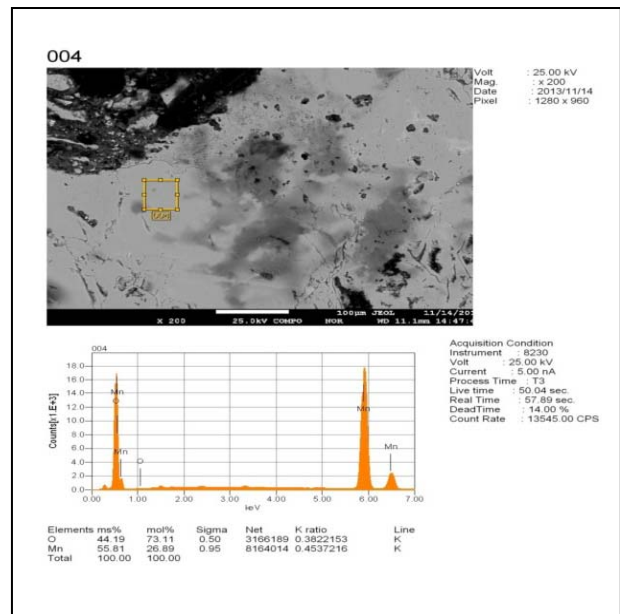 004
Volt : 25.00 kV
Mag. : x 200
Date : 2013/11/14
Pixel : 1280 x 960
004
100µm JEOL 11/14/20
X 200 25.0kV COMPO NOR WD 11.1mm 14:47:4
Acquisition Condition
Instrument : 8230
Volt : 25.00 kV
Current : 5.00 nA
Process Time : T3
Live time : 50.04 sec.
Real Time : 57.89 sec.
DeadTime : 14.00 %
Count Rate : 13545.00 CPS
004
Counts[x1.E+3]
18.0
16.0
14.0
12.0
10.0
8.0
6.0
4.0
2.0
0.0
Mn
O
Mn
O
Mn
Mn
0.00 1.00 2.00 3.00 4.00 5.00 6.00 7.00
keV
Elements ms% mol% Sigma Net K ratio Line
O 44.19 73.11 0.50 3166189 0.3822153 K
Mn 55.81 26.89 0.95 8164014 0.4537216 K
Total 100.00 100.00